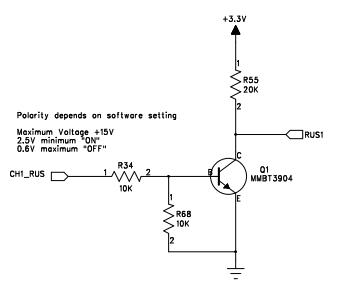 +3.3V
1
R55
20K
2
Polarity depends on software setting
Maximum Voltage +15V
2.5V minimum "ON"
0.6V maximum "OFF"
RUS1
C
R34
Q1
CH1_RUS
1
2
B
MMBT3904
10K
E
1
R68
10K
2